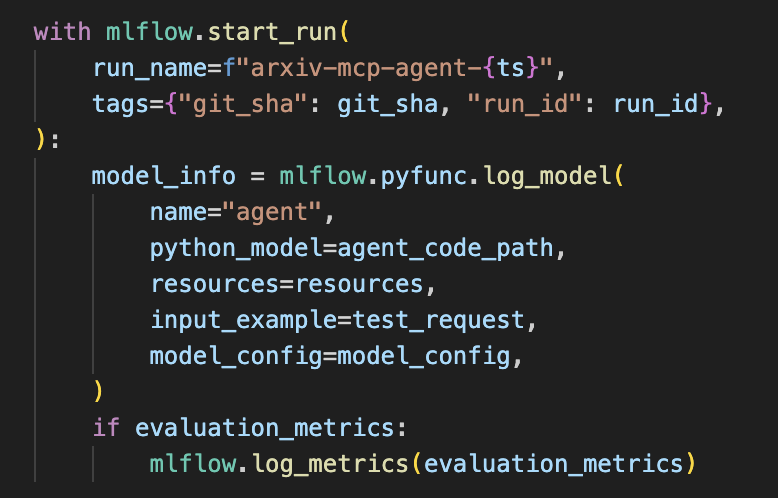 with mlflow.start_run(
    run_name=f"arxiv-mcp-agent-{ts}",
    tags={"git_sha": git_sha, "run_id": run_id},
):
    model_info = mlflow.pyfunc.log_model(
        name="agent",
        python_model=agent_code_path,
        resources=resources,
        input_example=test_request,
        model_config=model_config,
    )
    if evaluation_metrics:
        mlflow.log_metrics(evaluation_metrics)